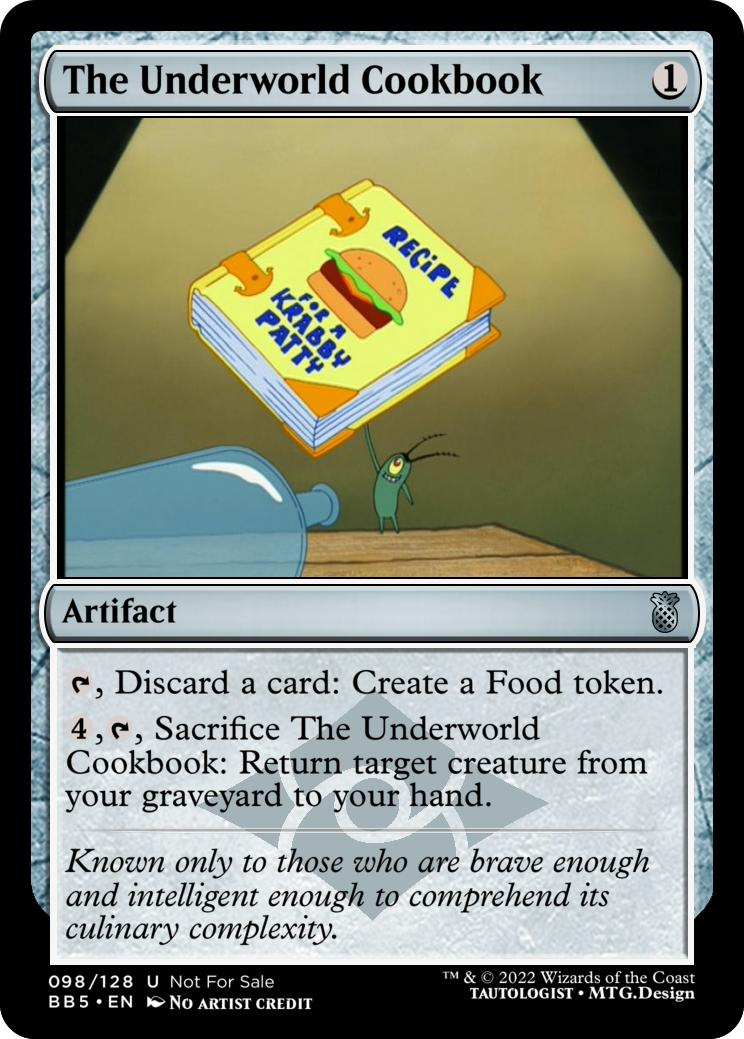 The Underworld Cookbook 1
RECIPE
FOR A
KRABBY
PATTY
Artifact
, Discard a card: Create a Food token.
4, , Sacrifice The Underworld
Cookbook: Return target creature from
your graveyard to your hand.
Known only to those who are brave enough
and intelligent enough to comprehend its
culinary complexity.
098/128 U Not For Sale
BB5 • EN No Artist Credit
™ & © 2022 Wizards of the Coast
TAUTOLOGIST • MTG.Design